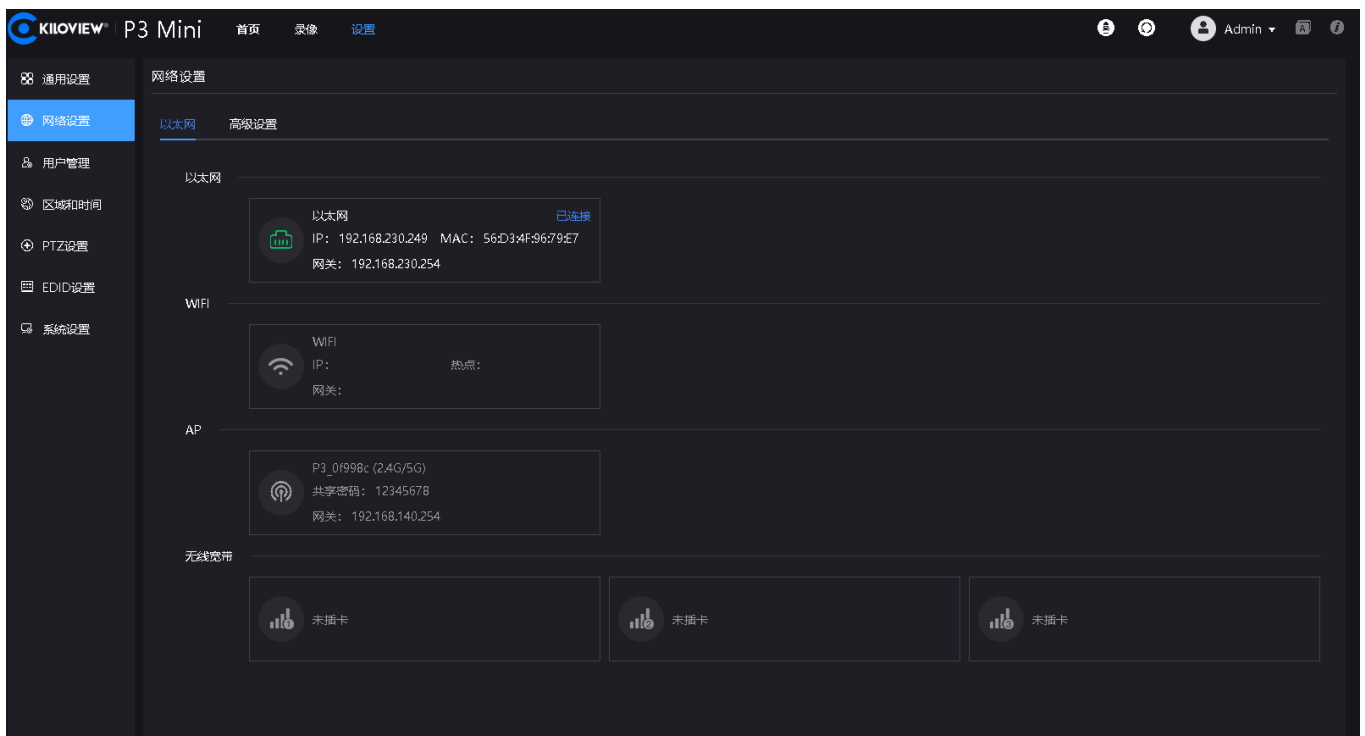 KILOVIEW® P3 Mini 首页 录像 设置 Admin
通用设置
网络设置
用户管理
区域和时间
PTZ设置
EDID设置
系统设置
网络设置
以太网 高级设置
以太网
以太网 已连接
IP: 192.168.230.249 MAC: 56:D3:4F:96:79:E7
网关: 192.168.230.254
WIFI
WIFI
IP: 热点:
网关:
AP
P3_0f998c (2.4G/5G)
共享密码: 12345678
网关: 192.168.140.254
无线宽带
1 未插卡 2 未插卡 3 未插卡